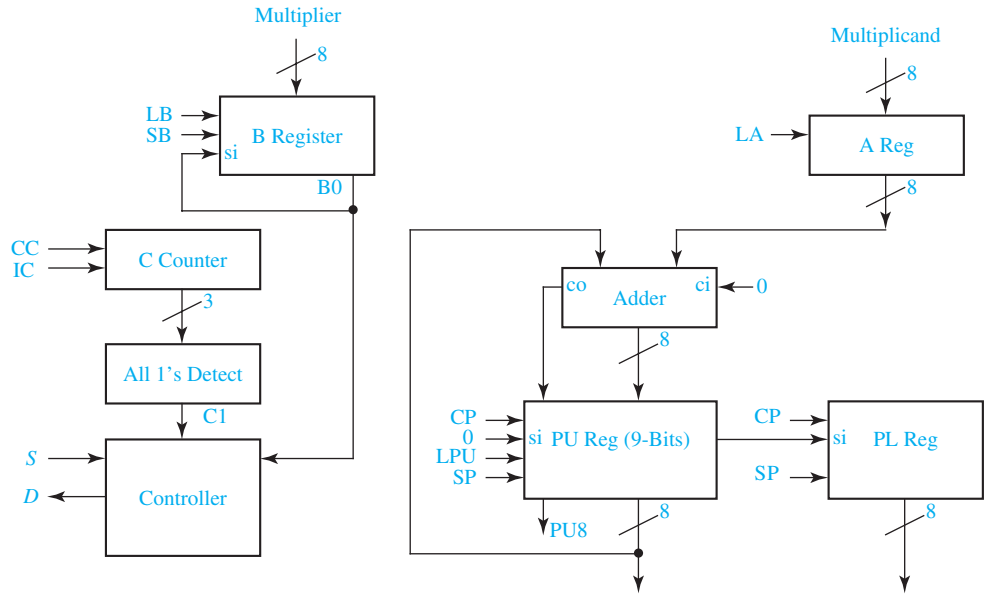 Multiplier
8
LB
SB
si
B Register
B0
Multiplicand
8
LA
A Reg
8
CC
IC
C Counter
3
All 1's Detect
C1
S
D
Controller
co
ci
0
Adder
8
CP
0
LPU
SP
si
PU Reg (9-Bits)
PU8
8
CP
SP
si
PL Reg
8